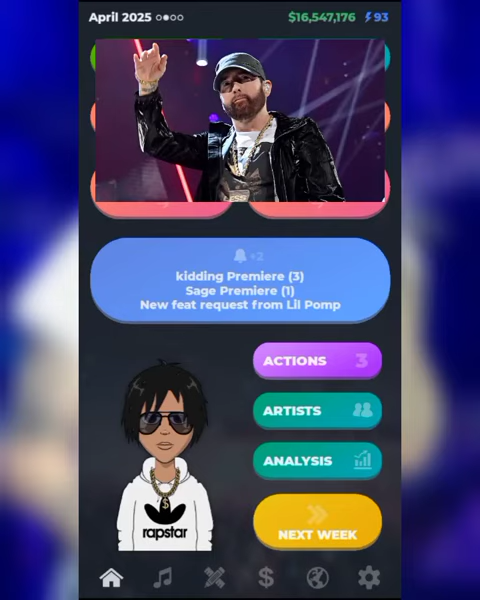 April 2025
$16,547,176
93
+2
kidding Premiere (3)
Sage Premiere (1)
New feat request from Lil Pomp
ACTIONS 3
ARTISTS
ANALYSIS
NEXT WEEK
$
rapstar
$